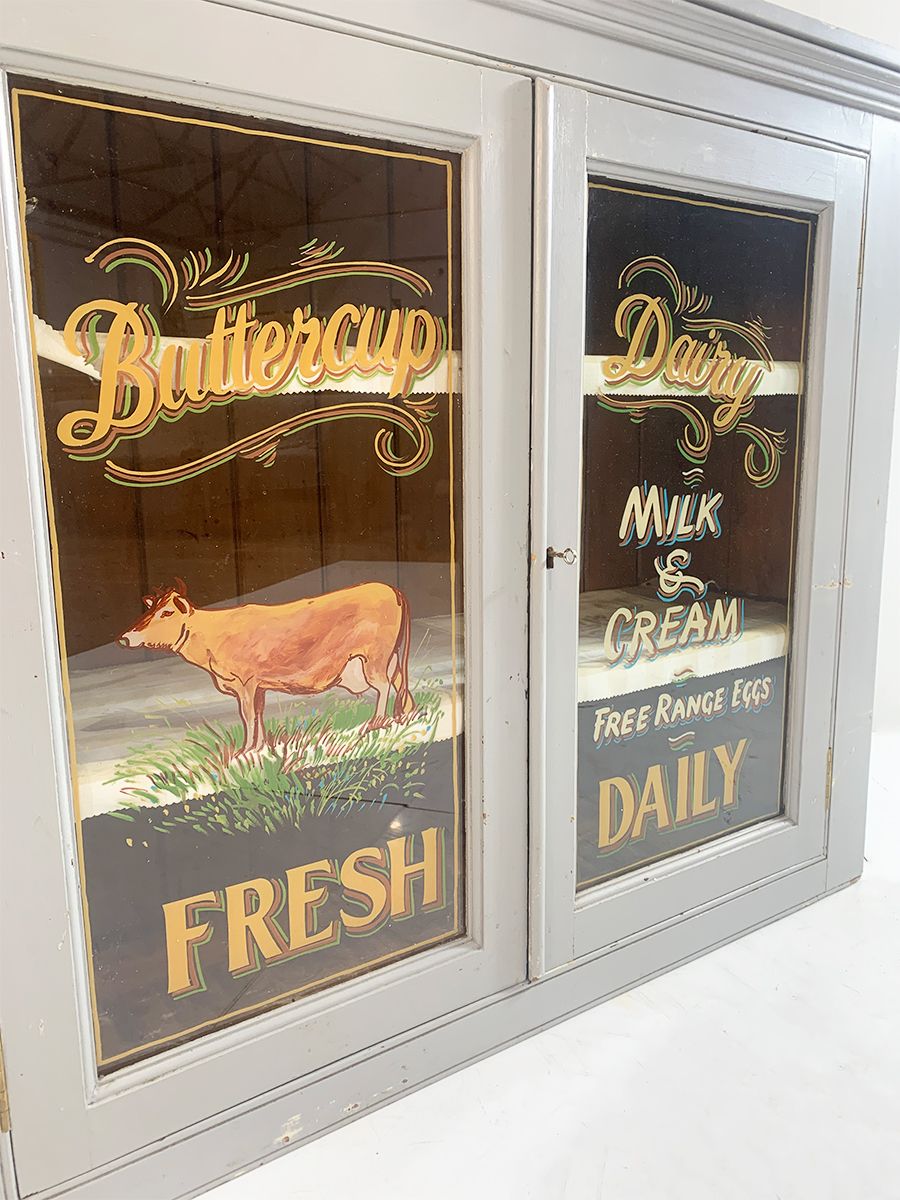 Buttercup
FRESH
Dairy
MILK
&
CREAM
FREE RANGE EGGS
DAILY